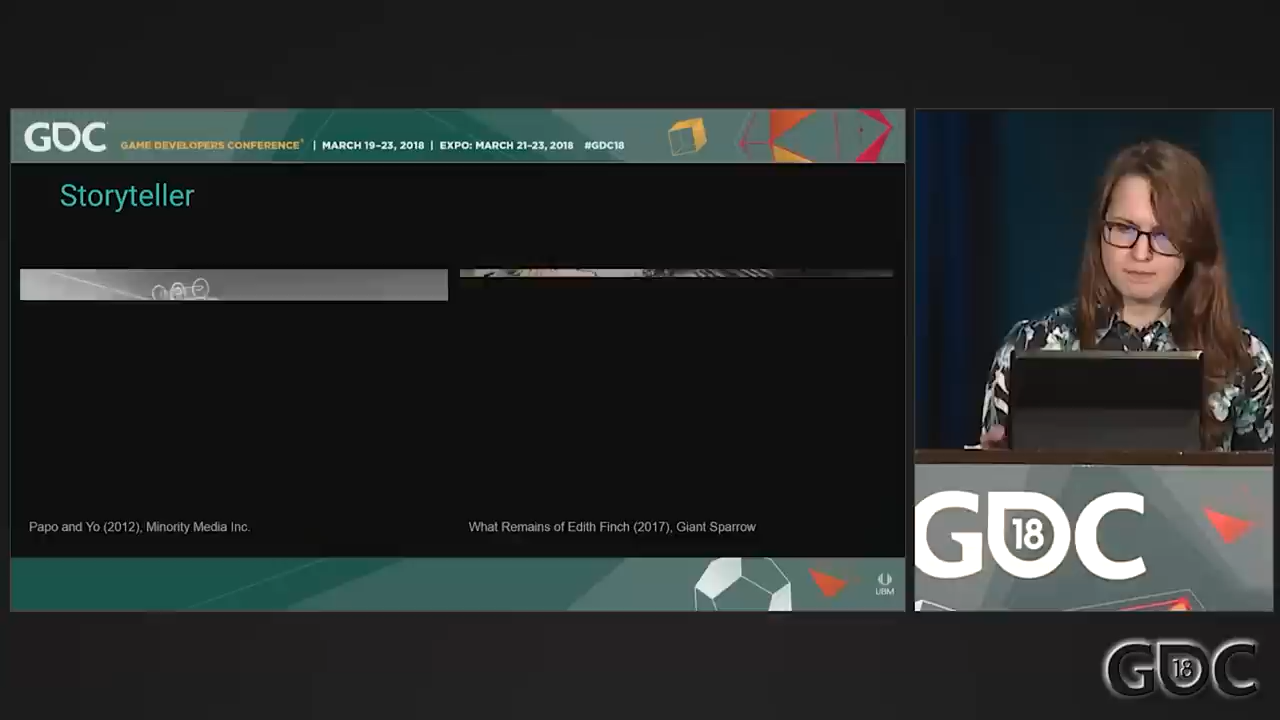 GDC
GAME DEVELOPERS CONFERENCE® | MARCH 19–23, 2018 | EXPO: MARCH 21–23, 2018 #GDC18
Storyteller
Papo and Yo (2012), Minority Media Inc.
What Remains of Edith Finch (2017), Giant Sparrow
UBM
GDC
18
GDC
18